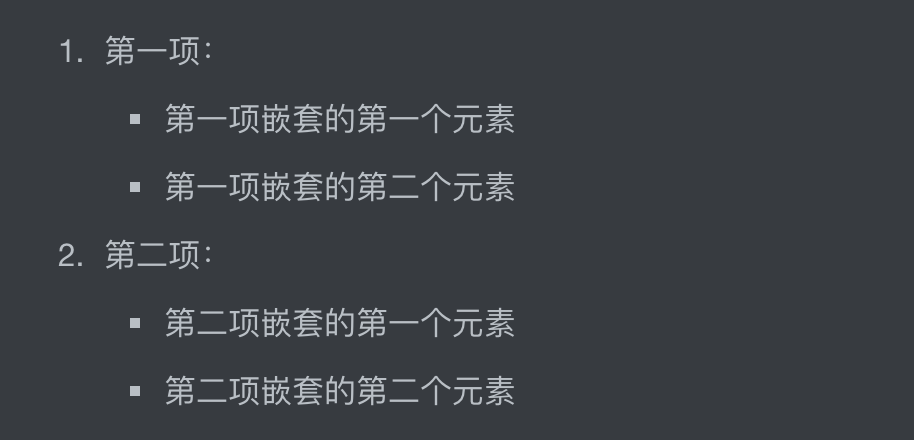 1. 第一项：
▪ 第一项嵌套的第一个元素
▪ 第一项嵌套的第二个元素
2. 第二项：
▪ 第二项嵌套的第一个元素
▪ 第二项嵌套的第二个元素